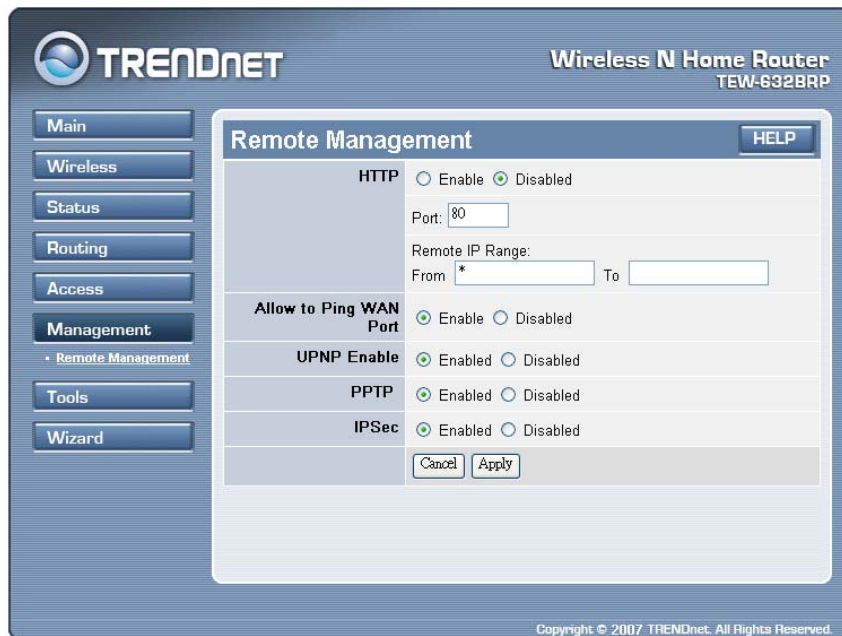 TRENDNET
Wireless N Home Router
TEW-632BRP
Main
Wireless
Status
Routing
Access
Management
• Remote Management
Tools
Wizard
Remote Management
HELP
HTTP
Enable Disabled
Port: 80
Remote IP Range:
From * To
Allow to Ping WAN
Port
Enable Disabled
UPNP Enable
Enabled Disabled
PPTP
Enabled Disabled
IPSec
Enabled Disabled
Cancel Apply
Copyright © 2007 TRENDnet. All Rights Reserved.